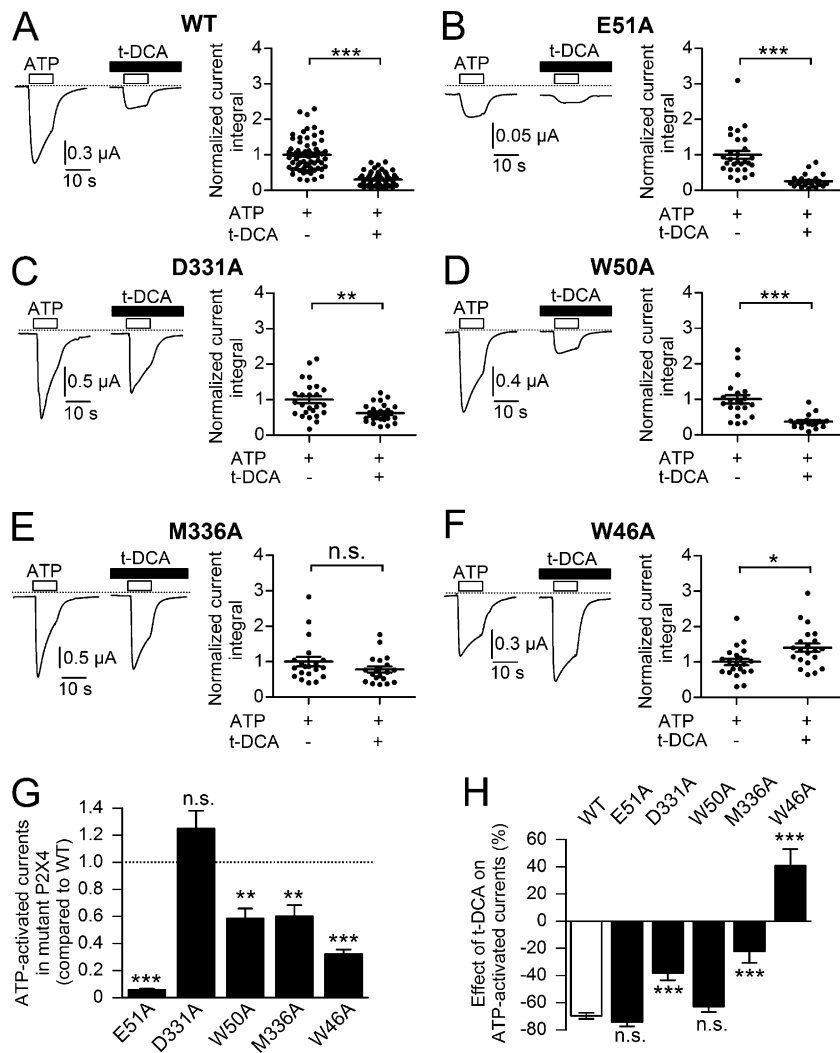 A
WT
ATP
t-DCA
0.3 µA
10 s
Normalized current
integral
4
3
2
1
0
***
ATP + +
t-DCA - +
B
E51A
ATP
t-DCA
0.05 µA
10 s
Normalized current
integral
4
3
2
1
0
***
ATP + +
t-DCA - +
C
D331A
ATP
t-DCA
0.5 µA
10 s
Normalized current
integral
4
3
2
1
0
**
ATP + +
t-DCA - +
D
W50A
ATP
t-DCA
0.4 µA
10 s
Normalized current
integral
4
3
2
1
0
***
ATP + +
t-DCA - +
E
M336A
ATP
t-DCA
0.5 µA
10 s
Normalized current
integral
4
3
2
1
0
n.s.
ATP + +
t-DCA - +
F
W46A
ATP
t-DCA
0.3 µA
10 s
Normalized current
integral
4
3
2
1
0
*
ATP + +
t-DCA - +
G
ATP-activated currents
in mutant P2X4
(compared to WT)
1.4
1.2
1.0
0.8
0.6
0.4
0.2
0
*** n.s. ** ** ***
E51A D331A W50A M336A W46A
H
WT E51A D331A W50A M336A W46A
Effect of t-DCA on
ATP-activated currents (%)
60
40
20
0
-20
-40
-60
-80
n.s. *** n.s. *** ***